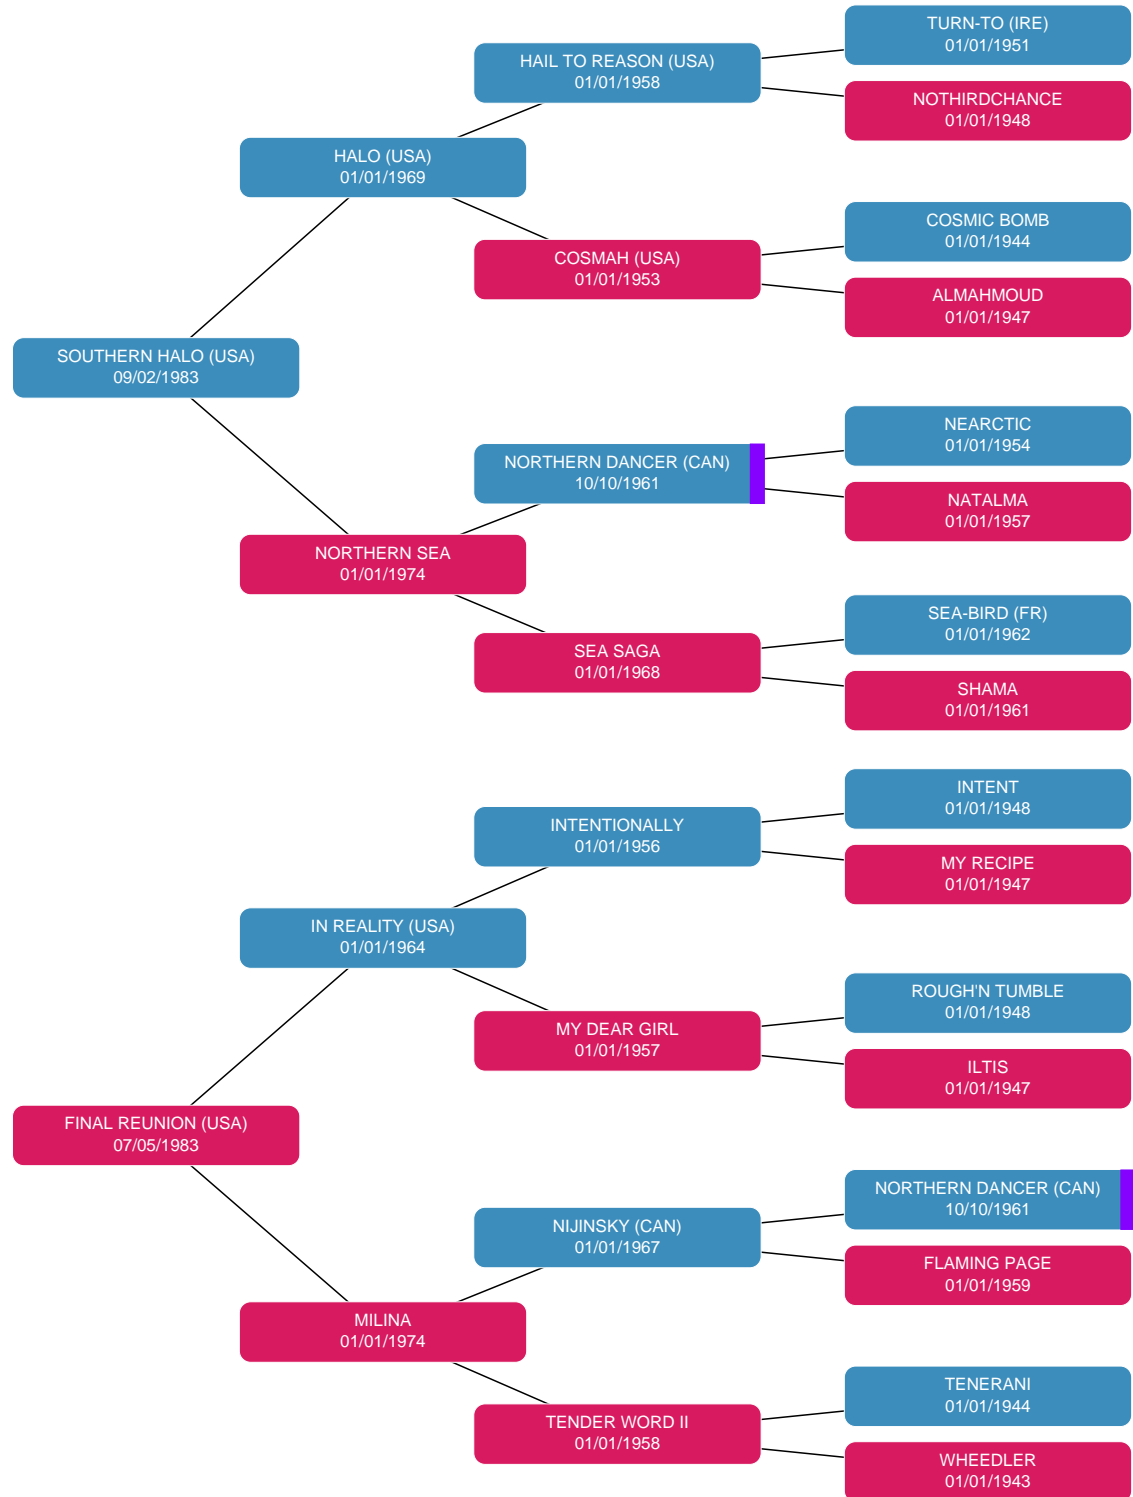 TURN-TO (IRE)
01/01/1951
HAIL TO REASON (USA)
01/01/1958
NOTHIRDCHANCE
01/01/1948
HALO (USA)
01/01/1969
COSMIC BOMB
01/01/1944
COSMAH (USA)
01/01/1953
ALMAHMOUD
01/01/1947
SOUTHERN HALO (USA)
09/02/1983
NEARCTIC
01/01/1954
NORTHERN DANCER (CAN)
10/10/1961
NATALMA
01/01/1957
NORTHERN SEA
01/01/1974
SEA-BIRD (FR)
01/01/1962
SEA SAGA
01/01/1968
SHAMA
01/01/1961
INTENT
01/01/1948
INTENTIONALLY
01/01/1956
MY RECIPE
01/01/1947
IN REALITY (USA)
01/01/1964
ROUGH'N TUMBLE
01/01/1948
MY DEAR GIRL
01/01/1957
ILTIS
01/01/1947
FINAL REUNION (USA)
07/05/1983
NORTHERN DANCER (CAN)
10/10/1961
NIJINSKY (CAN)
01/01/1967
FLAMING PAGE
01/01/1959
MILINA
01/01/1974
TENERANI
01/01/1944
TENDER WORD II
01/01/1958
WHEEDLER
01/01/1943